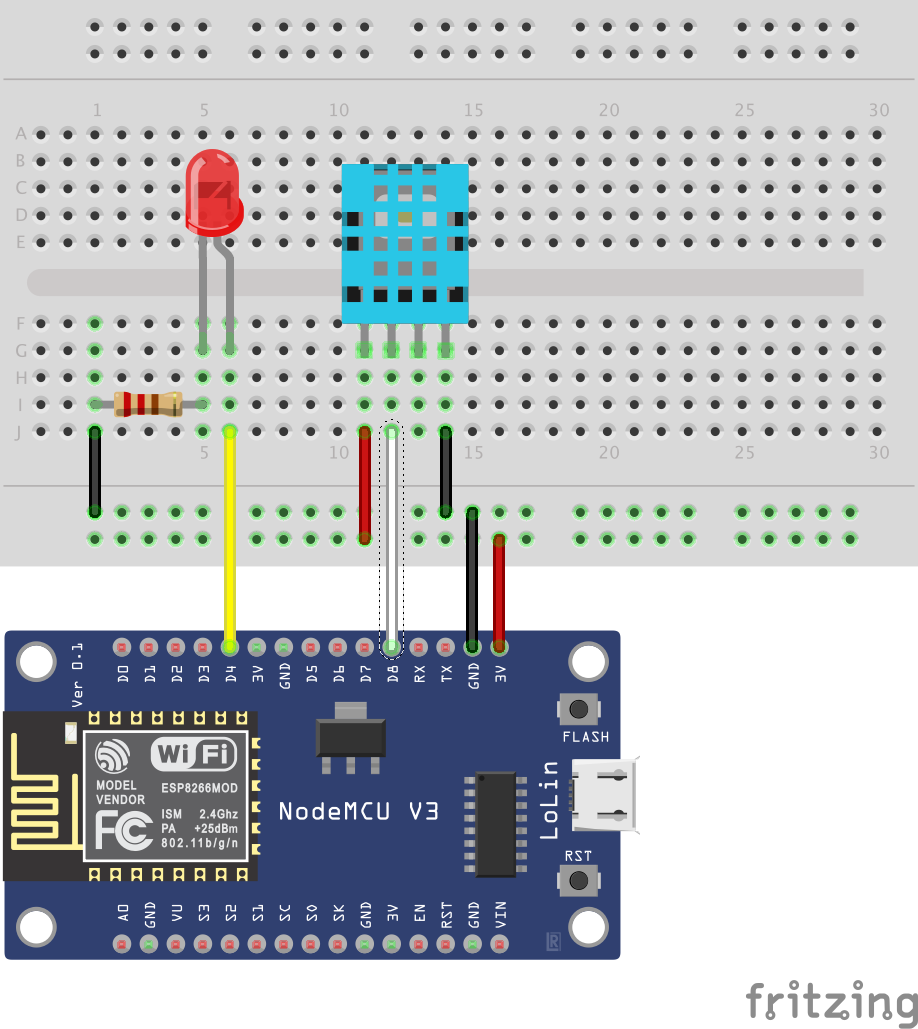 1 5 10 15 20 25 30
A
B
C
D
E
F
G
H
I
J
5 15 20 25 30
D0 D1 D2 D3 D4 3V GND D5 D6 D7 D8 RX TX GND 3V
Ver 0.1
FLASH
WiFi
MODEL
VENDOR
ESP8266MOD
FC
ISM 2.4Ghz
PA +25dBm
802.11b/g/n
NodeMCU V3
LoLin
RST
A0 GND VU S3 S2 S1 SC S0 SK GND 3V EN RST GND VIN
R
fritzing